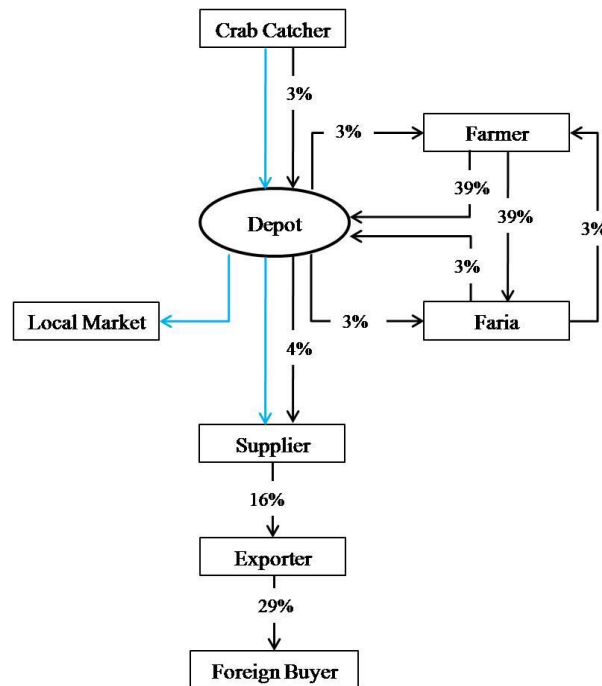 Crab Catcher
3%
3%
Farmer
39%
39%
3%
Depot
3%
Local Market
3%
Faria
4%
Supplier
16%
Exporter
29%
Foreign Buyer